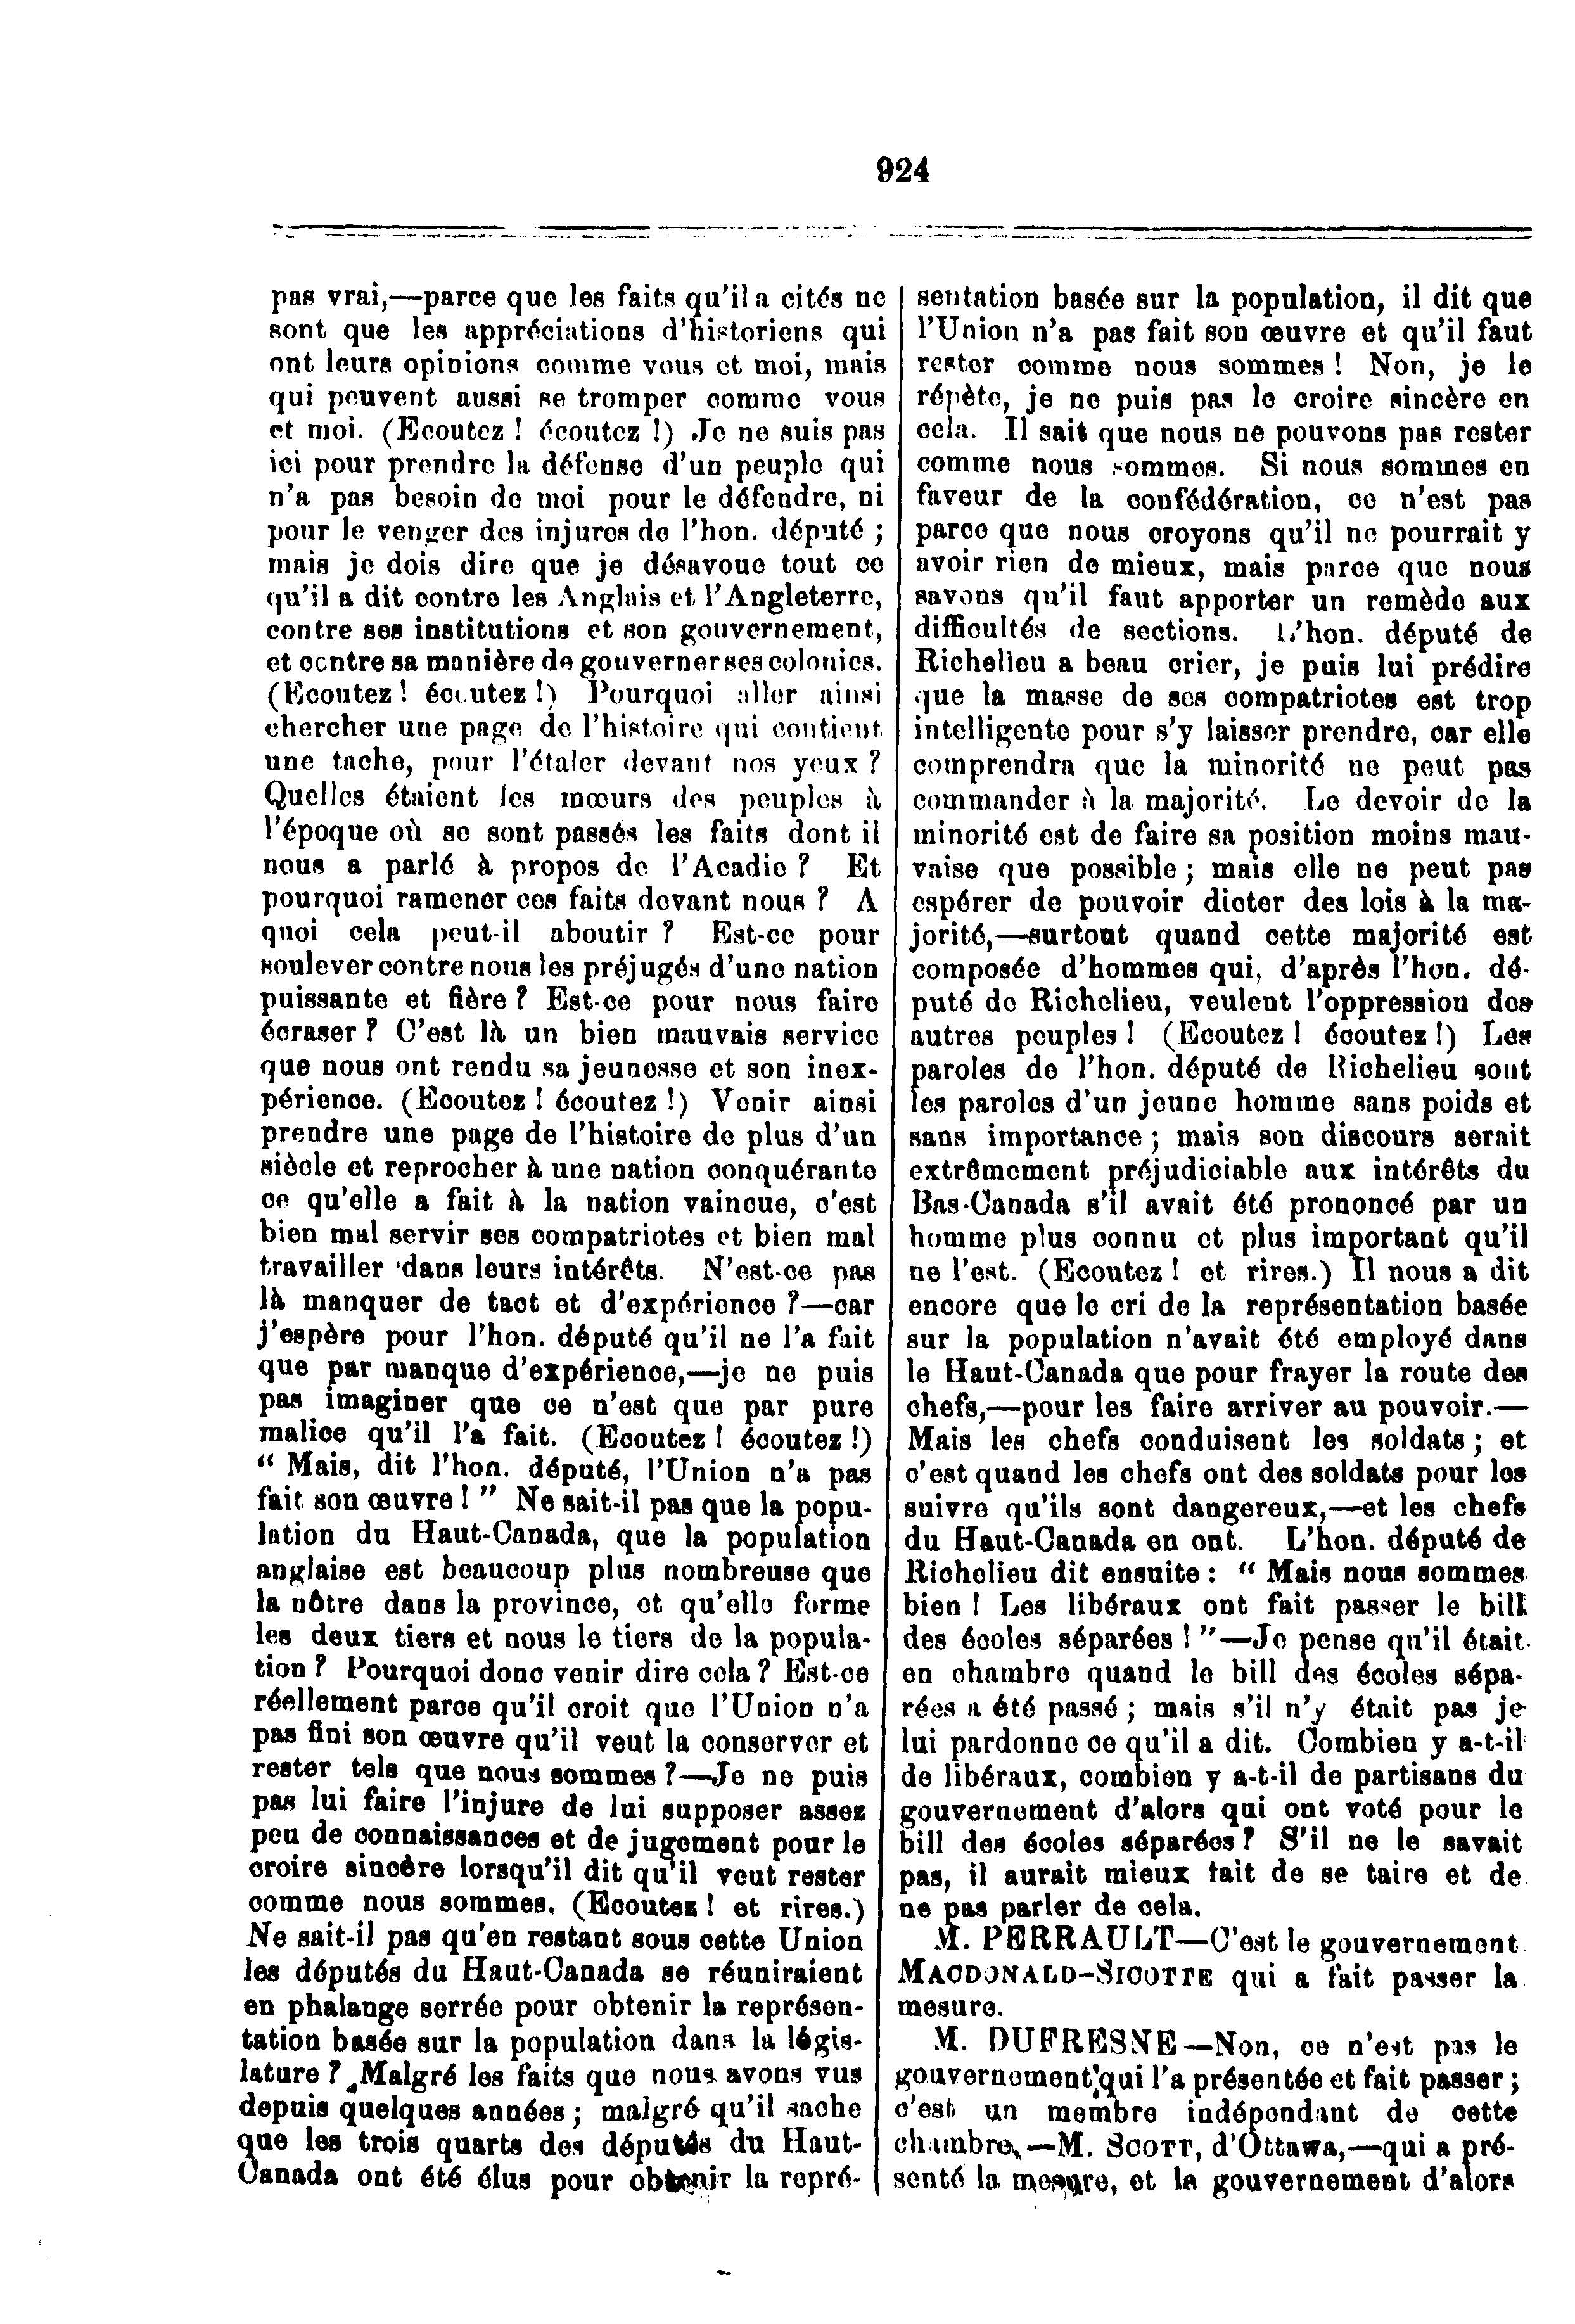 924
pas vrai,—parce que les faits qu'il a cités ne
sont que les appréciations d'historiens qui
ont leurs opinions comme vous et moi, mais
qui peuvent aussi se tromper comme vous
et moi. (Ecoutez ! écoutez !) Je ne suis pas
ici pour prendre la défense d'un peuple qui
n'a pas besoin de moi pour le défendre, ni
pour le venger des injures de l'hon. député ;
mais je dois dire que je désavoue tout ce
qu'il a dit contre les Anglais et l'Angleterre,
contre ses institutions et son gouvernement,
et contre sa manière de gouverner ses colonies.
(Ecoutez ! écoutez !) Pourquoi aller ainsi
chercher une page de l'histoire qui contient
une tache, pour l'étaler devant nos yeux ?
Quelles étaient les mœurs des peuples à
l'époque où se sont passés les faits dont il
nous a parlé à propos de l'Acadie ? Et
pourquoi ramener ces faits devant nous ? A
quoi cela peut-il aboutir ? Est-ce pour
soulever contre nous les préjugés d'une nation
puissante et fière ? Est-ce pour nous faire
écraser ? C'est là un bien mauvais service
que nous ont rendu sa jeunesse et son inex-
périence. (Ecoutez ! écoutez !) Venir ainsi
prendre une page de l'histoire de plus d'un
siècle et reprocher à une nation conquérante
ce qu'elle a fait à la nation vaincue, c'est
bien mal servir ses compatriotes et bien mal
travailler dans leurs intérêts. N'est-ce pas
là manquer de tact et d'expérience ?—car
j'espère pour l'hon. député qu'il ne l'a fait
que par manque d'expérience,—je ne puis
pas imaginer que ce n'est que par pure
malice qu'il l'a fait. (Ecoutez ! écoutez !)
“ Mais, dit l'hon. député, l'Union n'a pas
fait son œuvre ! ” Ne sait-il pas que la popu-
lation du Haut-Canada, que la population
anglaise est beaucoup plus nombreuse que
la nôtre dans la province, et qu'elle forme
les deux tiers et nous le tiers de la popula-
tion ? Pourquoi donc venir dire cela ? Est-ce
réellement parce qu'il croit que l'Union n'a
pas fini son œuvre qu'il veut la conserver et
rester tels que nous sommes ?—Je ne puis
pas lui faire l'injure de lui supposer assez
peu de connaissances et de jugement pour le
croire sincère lorsqu'il dit qu'il veut rester
comme nous sommes. (Ecoutez ! et rires.)
Ne sait-il pas qu'en restant sous cette Union
les députés du Haut-Canada se réuniraient
en phalange serrée pour obtenir la représen-
tation basée sur la population dans la légis-
lature ? Malgré les faits que nous avons vus
depuis quelques années ; malgré qu'il sache
que les trois quarts des députés du Haut-
Canada ont été élus pour obtenir la repré-
sentation basée sur la population, il dit que
l'Union n'a pas fait son œuvre et qu'il faut
rester comme nous sommes ! Non, je le
répète, je ne puis pas le croire sincère en
cela. Il sait que nous ne pouvons pas rester
comme nous sommes. Si nous sommes en
faveur de la confédération, ce n'est pas
parce que nous croyons qu'il ne pourrait y
avoir rien de mieux, mais parce que nous
savons qu'il faut apporter un remède aux
difficultés de sections. L'hon. député de
Richelieu a beau crier, je puis lui prédire
que la masse de ses compatriotes est trop
intelligente pour s'y laisser prendre, car elle
comprendra que la minorité ne peut pas
commander à la majorité. Le devoir de la
minorité est de faire sa position moins mau-
vaise que possible ; mais elle ne peut pas
espérer de pouvoir dicter des lois à la ma-
jorité,—surtout quand cette majorité est
composée d'hommes qui, d'après l'hon. dé-
puté de Richelieu, veulent l'oppression des
autres peuples ! (Ecoutez ! écoutez !) Les
paroles de l'hon. député de Richelieu sont
les paroles d'un jeune homme sans poids et
sans importance ; mais son discours serait
extrêmement préjudiciable aux intérêts du
Bas-Canada s'il avait été prononcé par un
homme plus connu et plus important qu'il
ne l'est. (Ecoutez ! et rires.) Il nous a dit
encore que le cri de la représentation basée
sur la population n'avait été employé dans
le Haut-Canada que pour frayer la route des
chefs,—pour les faire arriver au pouvoir.—
Mais les chefs conduisent les soldats ; et
c'est quand les chefs ont des soldats pour les
suivre qu'ils sont dangereux,—et les chefs
du Haut-Canada en ont. L'hon. député de
Richelieu dit ensuite : “ Mais nous sommes
bien ! Les libéraux ont fait passer le bill
des écoles séparées ! ”—Je pense qu'il était
en chambre quand le bill des écoles sépa-
rées a été passé ; mais s'il n'y était pas je
lui pardonne ce qu'il a dit. Combien y a-t-il
de libéraux, combien y a-t-il de partisans du
gouvernement d'alors qui ont voté pour le
bill des écoles séparées ? S'il ne le savait
pas, il aurait mieux fait de se taire et de
ne pas parler de cela.
M. PERRAULT—C'est le gouvernement
MACDONALD-SICOTTE qui a fait passer la
mesure.
M. DUFRESNE—Non, ce n'est pas le
gouvernement qui l'a présentée et fait passer ;
c'est un membre indépendant de cette
chambre,—M. SCOTT, d'Ottawa,—qui a pré-
senté la mesure, et le gouvernement d'alors